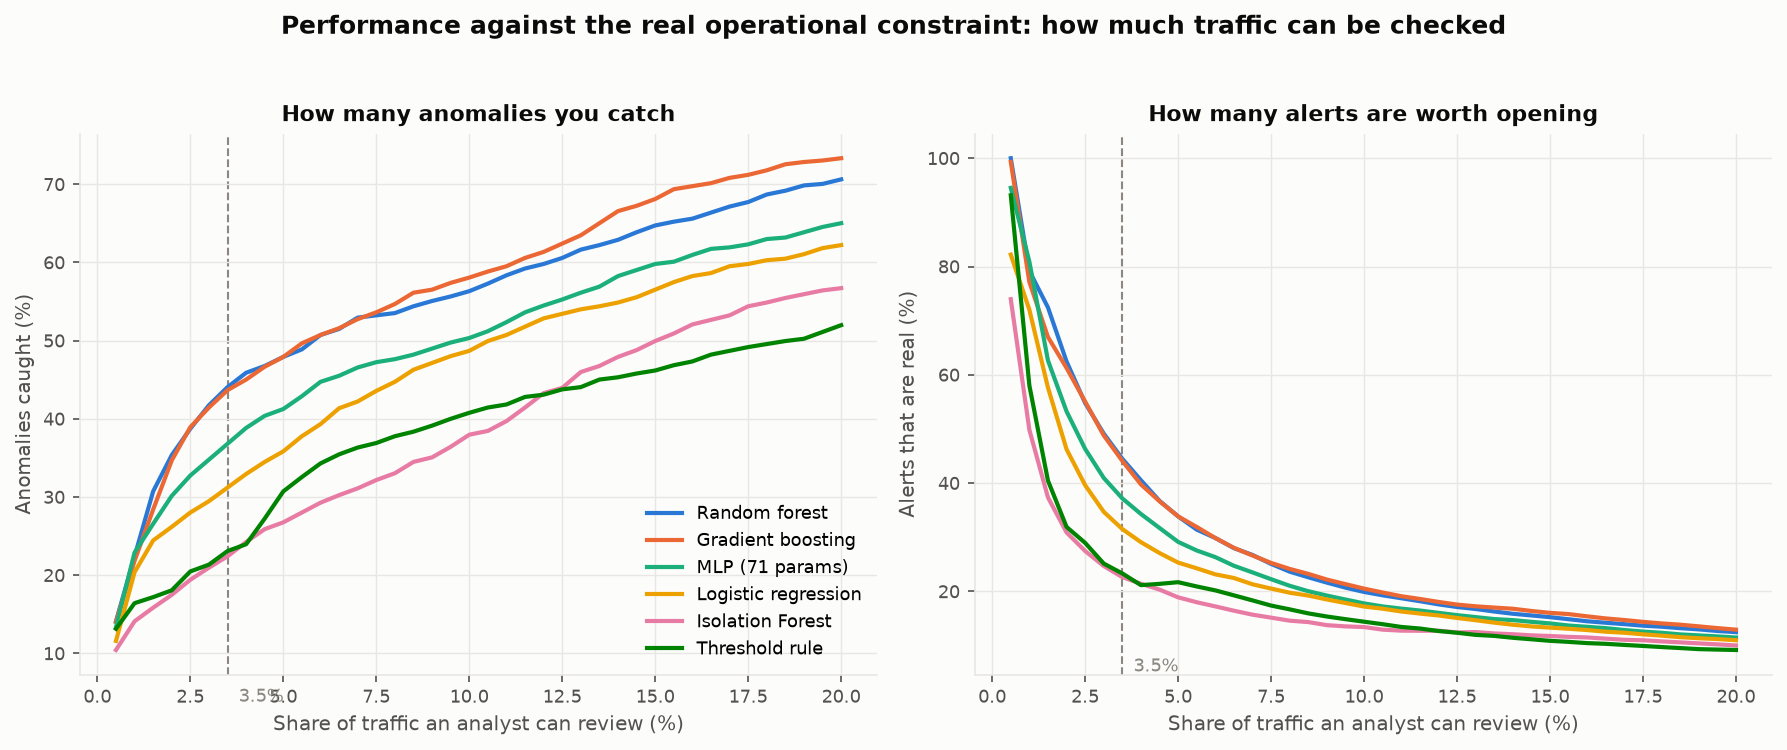 Performance against the real operational constraint: how much traffic can be checked
How many anomalies you catch
Anomalies caught (%)
70
60
50
40
30
20
10
0.0 2.5 5.0 7.5 10.0 12.5 15.0 17.5 20.0
3.5%
Share of traffic an analyst can review (%)
Random forest
Gradient boosting
MLP (71 params)
Logistic regression
Isolation Forest
Threshold rule
How many alerts are worth opening
Alerts that are real (%)
100
80
60
40
20
3.5%
0.0 2.5 5.0 7.5 10.0 12.5 15.0 17.5 20.0
Share of traffic an analyst can review (%)